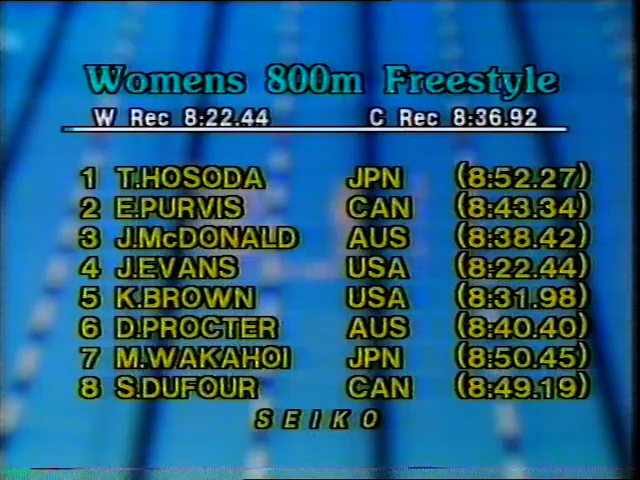 Womens 800m Freestyle
W Rec 8:22.44 C Rec 8:36.92
1 T.HOSODA JPN (8:52.27)
2 E.PURVIS CAN (8:43.34)
3 J.McDONALD AUS (8:38.42)
4 J.EVANS USA (8:22.44)
5 K.BROWN USA (8:31.98)
6 D.PROCTER AUS (8:40.40)
7 M.WAKAHOI JPN (8:50.45)
8 S.DUFOUR CAN (8:49.19)
SEIKO